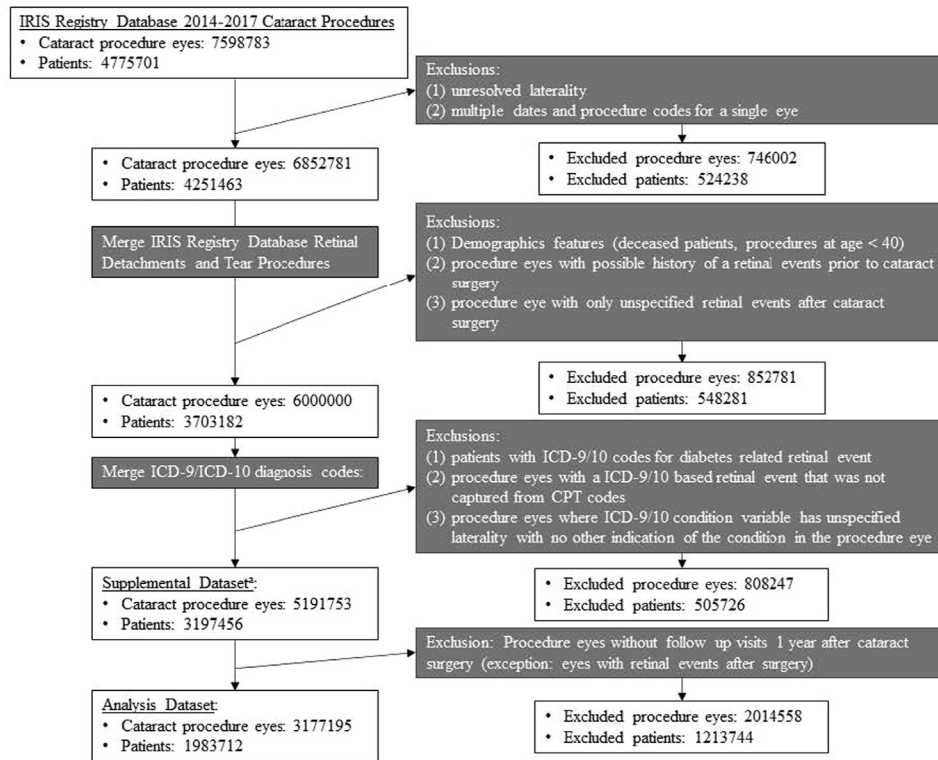 IRIS Registry Database 2014-2017 Cataract Procedures
• Cataract procedure eyes: 7598783
• Patients: 4775701
Exclusions:
(1) unresolved laterality
(2) multiple dates and procedure codes for a single eye
• Cataract procedure eyes: 6852781
• Patients: 4251463
• Excluded procedure eyes: 746002
• Excluded patients: 524238
Merge IRIS Registry Database Retinal
Detachments and Tear Procedures
Exclusions:
(1) Demographics features (deceased patients, procedures at age < 40)
(2) procedure eyes with possible history of a retinal events prior to cataract
surgery
(3) procedure eye with only unspecified retinal events after cataract
surgery
• Excluded procedure eyes: 852781
• Excluded patients: 548281
• Cataract procedure eyes: 6000000
• Patients: 3703182
Merge ICD-9/ICD-10 diagnosis codes:
Exclusions:
(1) patients with ICD-9/10 codes for diabetes related retinal event
(2) procedure eyes with a ICD-9/10 based retinal event that was not
captured from CPT codes
(3) procedure eyes where ICD-9/10 condition variable has unspecified
laterality with no other indication of the condition in the procedure eye
Supplemental Datasetᵃ:
• Cataract procedure eyes: 5191753
• Patients: 3197456
• Excluded procedure eyes: 808247
• Excluded patients: 505726
Exclusion: Procedure eyes without follow up visits 1 year after cataract
surgery (exception: eyes with retinal events after surgery)
Analysis Dataset:
• Cataract procedure eyes: 3177195
• Patients: 1983712
• Excluded procedure eyes: 2014558
• Excluded patients: 1213744